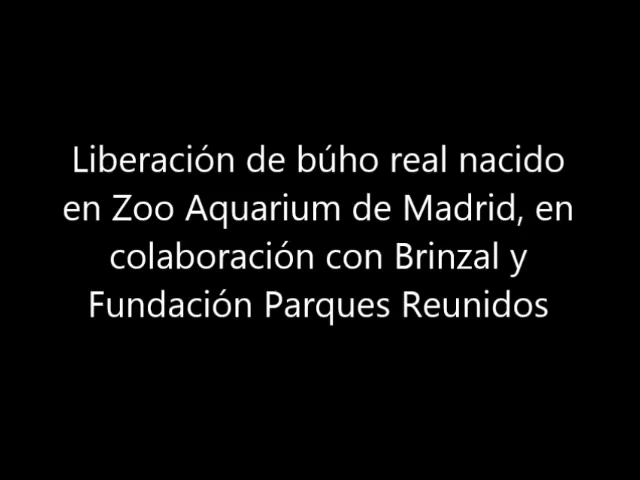 Liberación de búho real nacido
en Zoo Aquarium de Madrid, en
colaboración con Brinzal y
Fundación Parques Reunidos